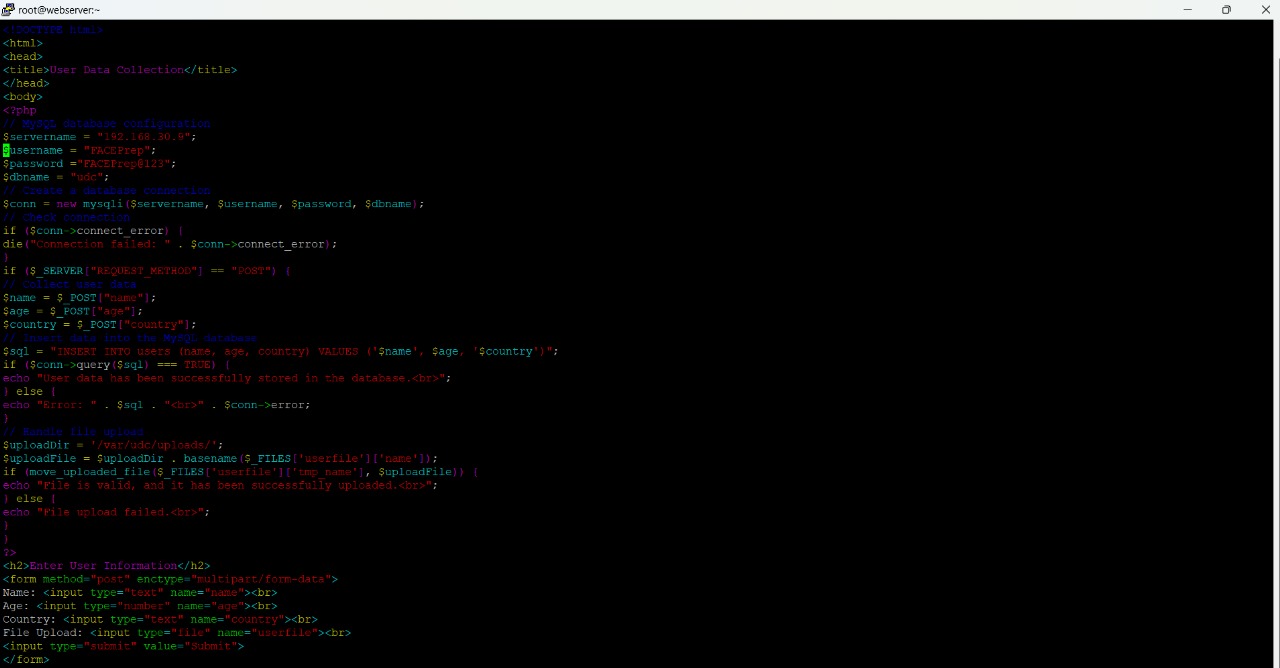 root@webserver:~
<!DOCTYPE html>
<html>
<head>
<title>User Data Collection</title>
</head>
<body>
<?php
// MySQL database configuration
$servername = "192.168.30.9";
$username = "FACEPrep";
$password ="FACEPrep@123";
$dbname = "udc";
// Create a database connection
$conn = new mysqli($servername, $username, $password, $dbname);
// Check connection
if ($conn->connect_error) {
die("Connection failed: " . $conn->connect_error);
}
if ($_SERVER["REQUEST_METHOD"] == "POST") {
// Collect user data
$name = $_POST["name"];
$age = $_POST["age"];
$country = $_POST["country"];
// Insert data into the MySQL database
$sql = "INSERT INTO users (name, age, country) VALUES ('$name', $age, '$country')";
if ($conn->query($sql) === TRUE) {
echo "User data has been successfully stored in the database.<br>";
} else {
echo "Error: " . $sql . "<br>" . $conn->error;
}
// Handle file upload
$uploadDir = '/var/udc/uploads/';
$uploadFile = $uploadDir . basename($_FILES['userfile']['name']);
if (move_uploaded_file($_FILES['userfile']['tmp_name'], $uploadFile)) {
echo "File is valid, and it has been successfully uploaded.<br>";
} else {
echo "File upload failed.<br>";
}
}
?>
<h2>Enter User Information</h2>
<form method="post" enctype="multipart/form-data">
Name: <input type="text" name="name"><br>
Age: <input type="number" name="age"><br>
Country: <input type="text" name="country"><br>
File Upload: <input type="file" name="userfile"><br>
<input type="submit" value="Submit">
</form>